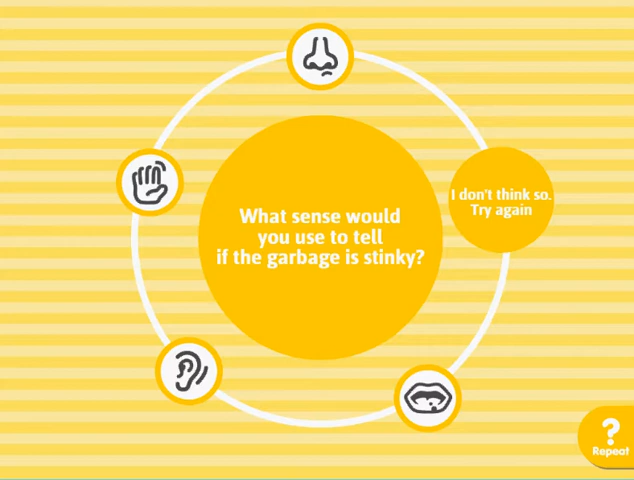 What sense would
you use to tell
if the garbage is stinky?
I don't think so.
Try again
?
Repeat